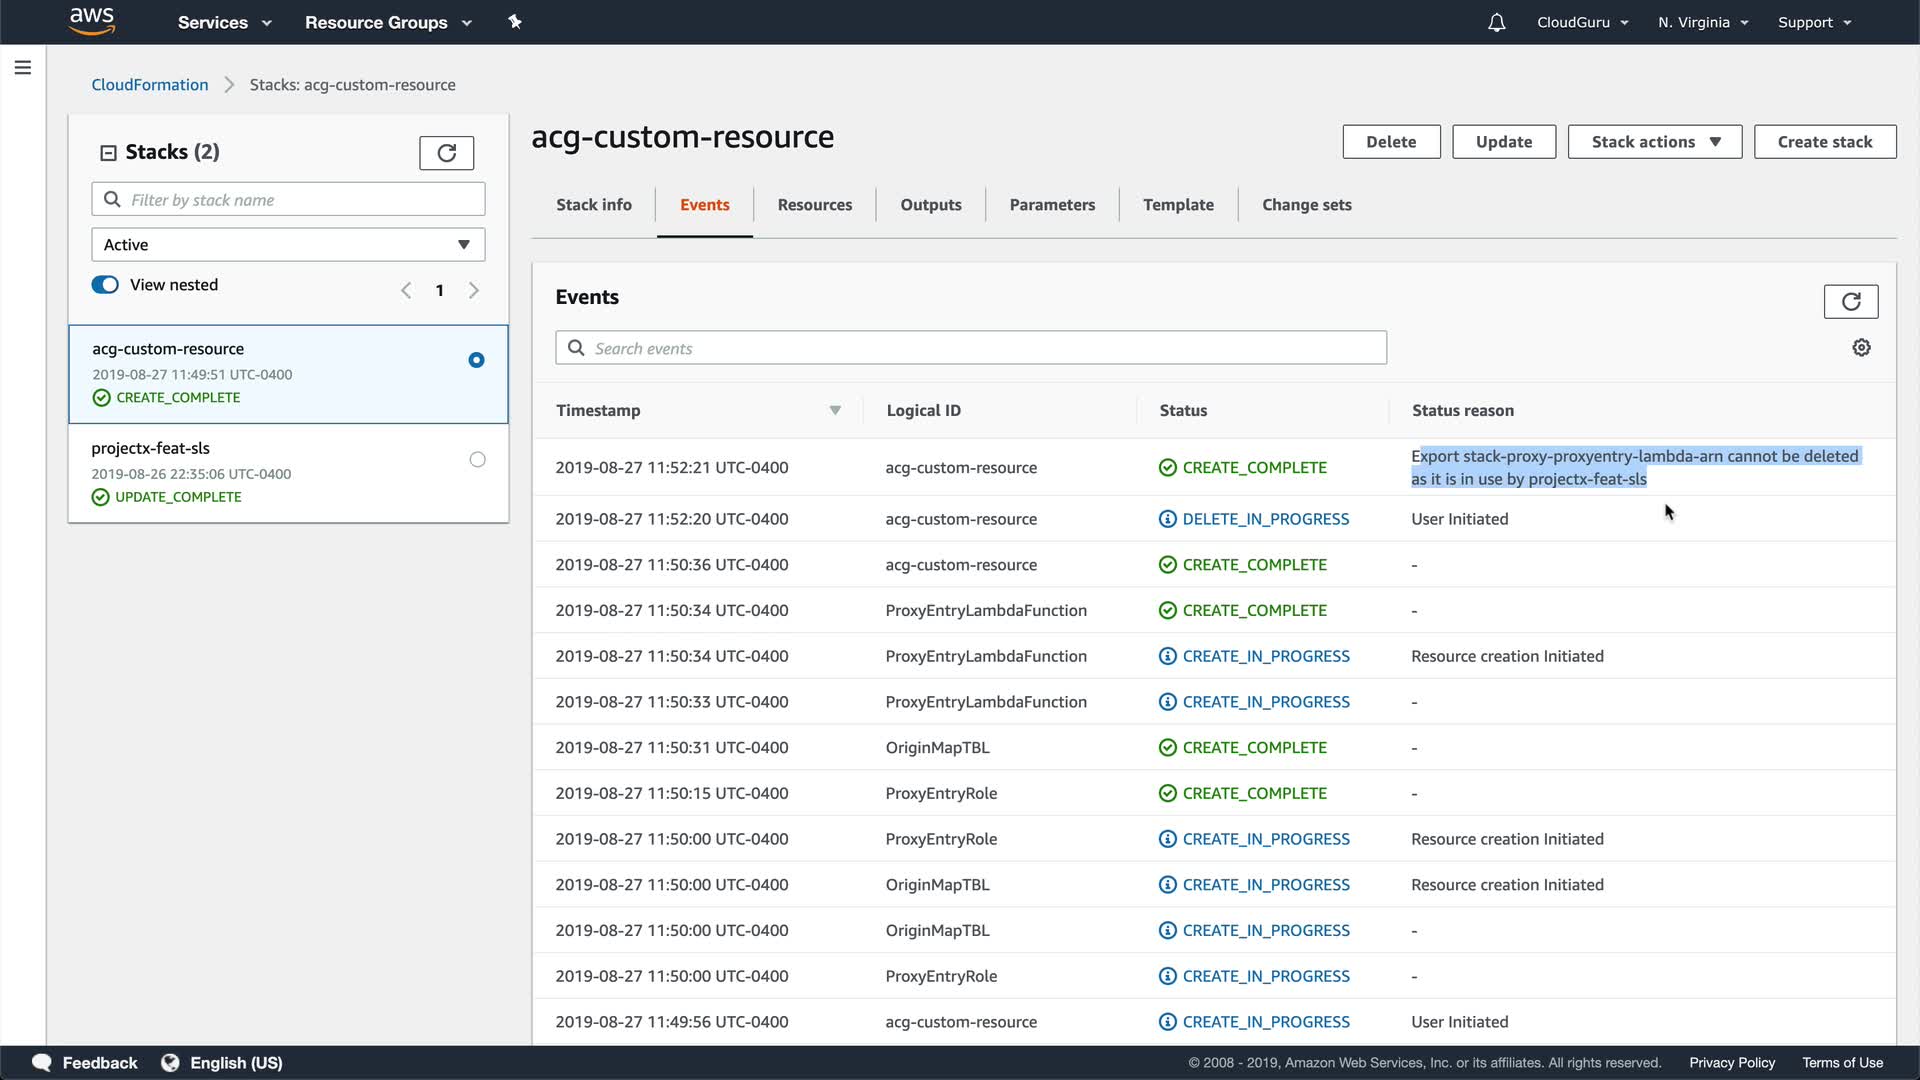 aws
Services
Resource Groups
CloudGuru
N. Virginia
Support
CloudFormation
Stacks: acg-custom-resource
Stacks (2)
Filter by stack name
Active
View nested
1
acg-custom-resource
2019-08-27 11:49:51 UTC-0400
CREATE_COMPLETE
projectx-feat-sls
2019-08-26 22:35:06 UTC-0400
UPDATE_COMPLETE
acg-custom-resource
Delete
Update
Stack actions
Create stack
Stack info
Events
Resources
Outputs
Parameters
Template
Change sets
Events
Search events
Timestamp Logical ID Status Status reason
2019-08-27 11:52:21 UTC-0400 acg-custom-resource CREATE_COMPLETE Export stack-proxy-proxyentry-lambda-arn cannot be deleted
as it is in use by projectx-feat-sls
2019-08-27 11:52:20 UTC-0400 acg-custom-resource DELETE_IN_PROGRESS User Initiated
2019-08-27 11:50:36 UTC-0400 acg-custom-resource CREATE_COMPLETE -
2019-08-27 11:50:34 UTC-0400 ProxyEntryLambdaFunction CREATE_COMPLETE -
2019-08-27 11:50:34 UTC-0400 ProxyEntryLambdaFunction CREATE_IN_PROGRESS Resource creation Initiated
2019-08-27 11:50:33 UTC-0400 ProxyEntryLambdaFunction CREATE_IN_PROGRESS -
2019-08-27 11:50:31 UTC-0400 OriginMapTBL CREATE_COMPLETE -
2019-08-27 11:50:15 UTC-0400 ProxyEntryRole CREATE_COMPLETE -
2019-08-27 11:50:00 UTC-0400 ProxyEntryRole CREATE_IN_PROGRESS Resource creation Initiated
2019-08-27 11:50:00 UTC-0400 OriginMapTBL CREATE_IN_PROGRESS Resource creation Initiated
2019-08-27 11:50:00 UTC-0400 OriginMapTBL CREATE_IN_PROGRESS -
2019-08-27 11:50:00 UTC-0400 ProxyEntryRole CREATE_IN_PROGRESS -
2019-08-27 11:49:56 UTC-0400 acg-custom-resource CREATE_IN_PROGRESS User Initiated
Feedback
English (US)
© 2008 - 2019, Amazon Web Services, Inc. or its affiliates. All rights reserved.
Privacy Policy
Terms of Use